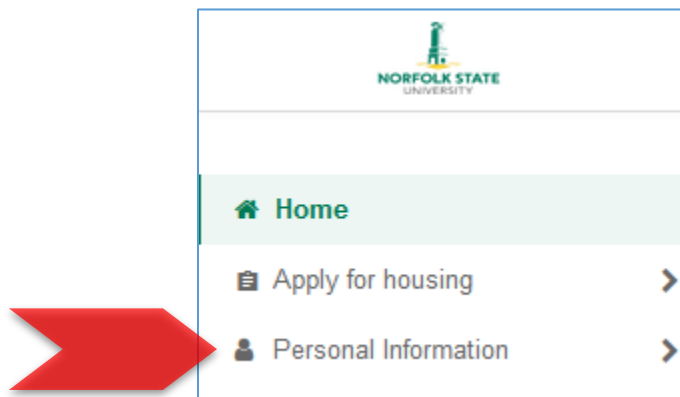 NORFOLK STATE
UNIVERSITY
Home
Apply for housing
Personal Information